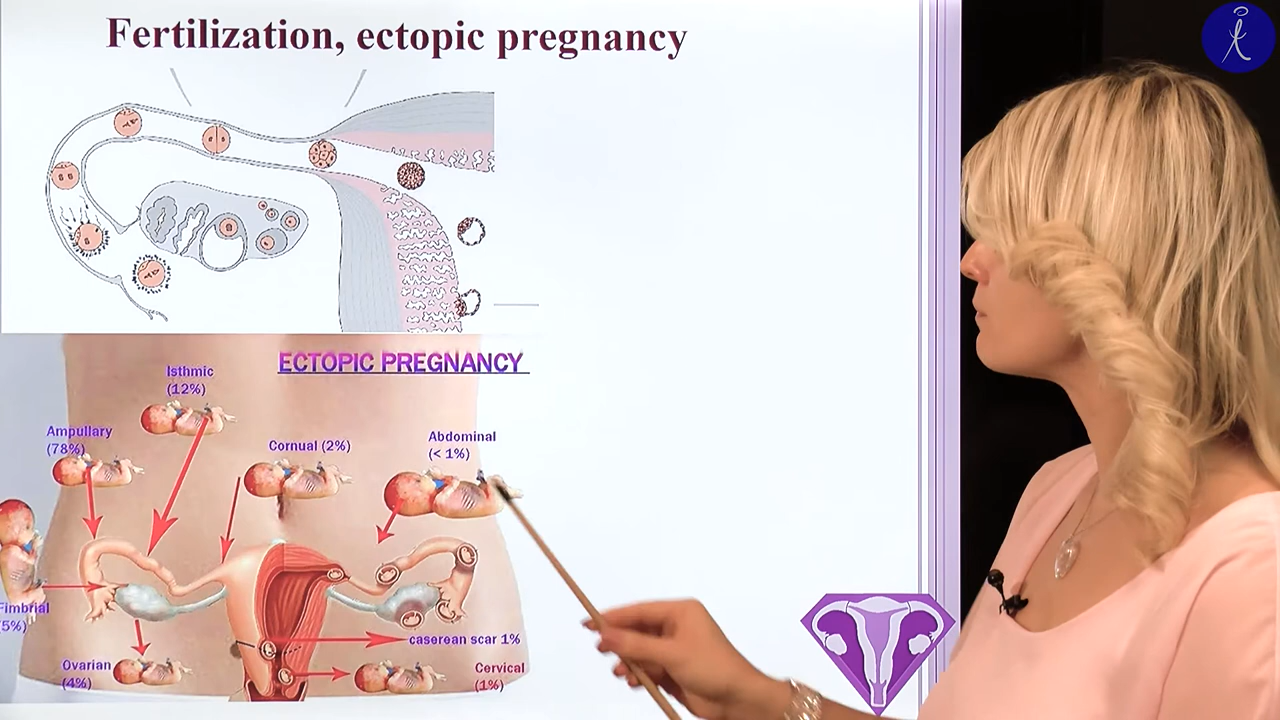 Fertilization, ectopic pregnancy
ECTOPIC PREGNANCY
Isthmic
(12%)
Ampullary
(78%)
Cornual (2%)
Abdominal
(< 1%)
Fimbrial
(5%)
caserean scar 1%
Ovarian
(4%)
Cervical
(1%)